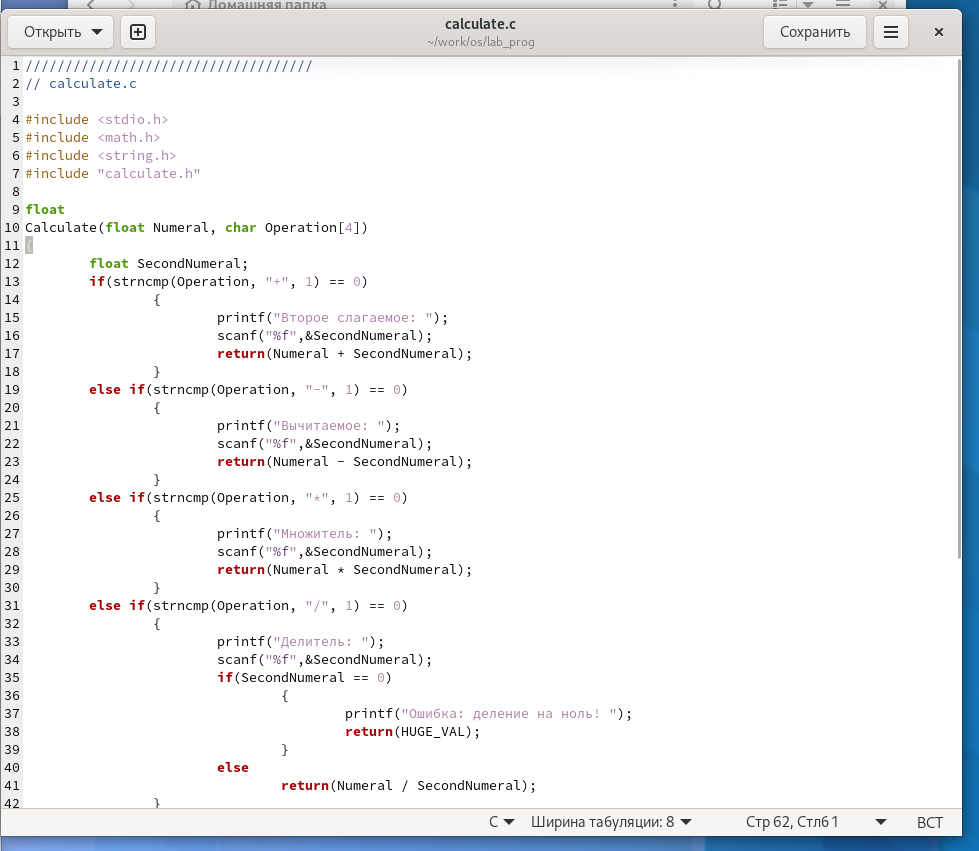 Домашняя папка
Открыть
calculate.c
~/work/os/lab_prog
Сохранить
1 /////////////////////////////////////
2 // calculate.c
3
4 #include <stdio.h>
5 #include <math.h>
6 #include <string.h>
7 #include "calculate.h"
8
9 float
10 Calculate(float Numeral, char Operation[4])
11 {
12 float SecondNumeral;
13 if(strncmp(Operation, "+", 1) == 0)
14 {
15 printf("Второе слагаемое: ");
16 scanf("%f",&SecondNumeral);
17 return(Numeral + SecondNumeral);
18 }
19 else if(strncmp(Operation, "-", 1) == 0)
20 {
21 printf("Вычитаемое: ");
22 scanf("%f",&SecondNumeral);
23 return(Numeral - SecondNumeral);
24 }
25 else if(strncmp(Operation, "*", 1) == 0)
26 {
27 printf("Множитель: ");
28 scanf("%f",&SecondNumeral);
29 return(Numeral * SecondNumeral);
30 }
31 else if(strncmp(Operation, "/", 1) == 0)
32 {
33 printf("Делитель: ");
34 scanf("%f",&SecondNumeral);
35 if(SecondNumeral == 0)
36 {
37 printf("Ошибка: деление на ноль! ");
38 return(HUGE_VAL);
39 }
40 else
41 return(Numeral / SecondNumeral);
42 }
C
Ширина табуляции: 8
Стр 62, Стлб 1
ВСТ